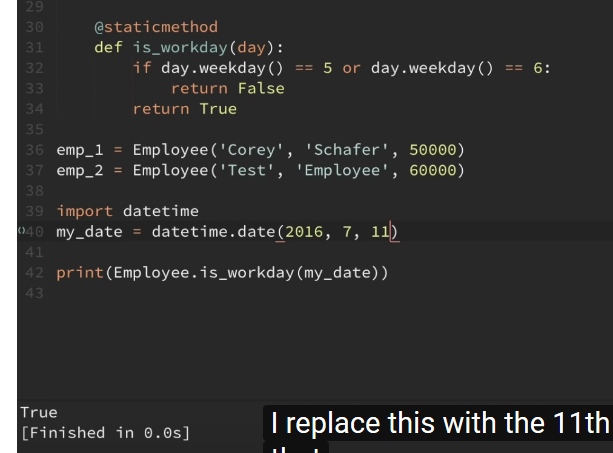 29
30 @staticmethod
31 def is_workday(day):
32 if day.weekday() == 5 or day.weekday() == 6:
33 return False
34 return True
35
36 emp_1 = Employee('Corey', 'Schafer', 50000)
37 emp_2 = Employee('Test', 'Employee', 60000)
38
39 import datetime
40 my_date = datetime.date(2016, 7, 11)
41
42 print(Employee.is_workday(my_date))
43
True
[Finished in 0.0s]
I replace this with the 11th